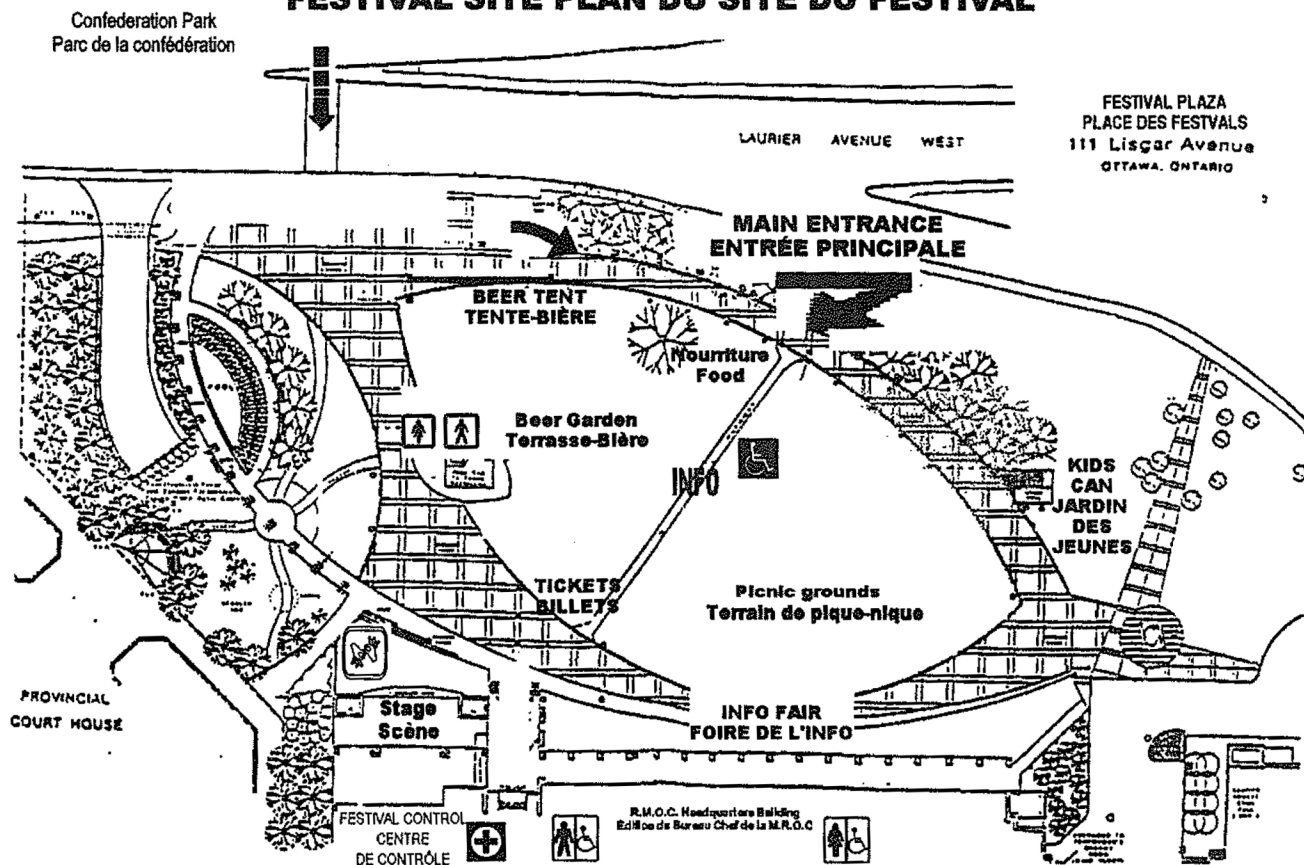 FESTIVAL SITE PLAN DU SITE DU FESTIVAL
Confederation Park
Parc de la confédération
FESTIVAL PLAZA
PLACE DES FESTVALS
111 Lisgar Avenue
OTTAWA, ONTARIO
LAURIER AVENUE WEST
MAIN ENTRANCE
ENTRÉE PRINCIPALE
BEER TENT
TENTE-BIÈRE
Nourriture
Food
POOL
Beer Garden
Terrasse-Bière
INFO
KIDS
CAN
JARDIN
DES
JEUNES
TICKETS
BILLETS
Picnic grounds
Terrain de pique-nique
PROVINCIAL
COURT HOUSE
Stage
Scène
INFO FAIR
FOIRE DE L'INFO
FESTIVAL CONTROL
CENTRE
DE CONTRÔLE
R.M.O.C. Headquarters Building
Édifice du Bureau Chef de la M.R.O.C